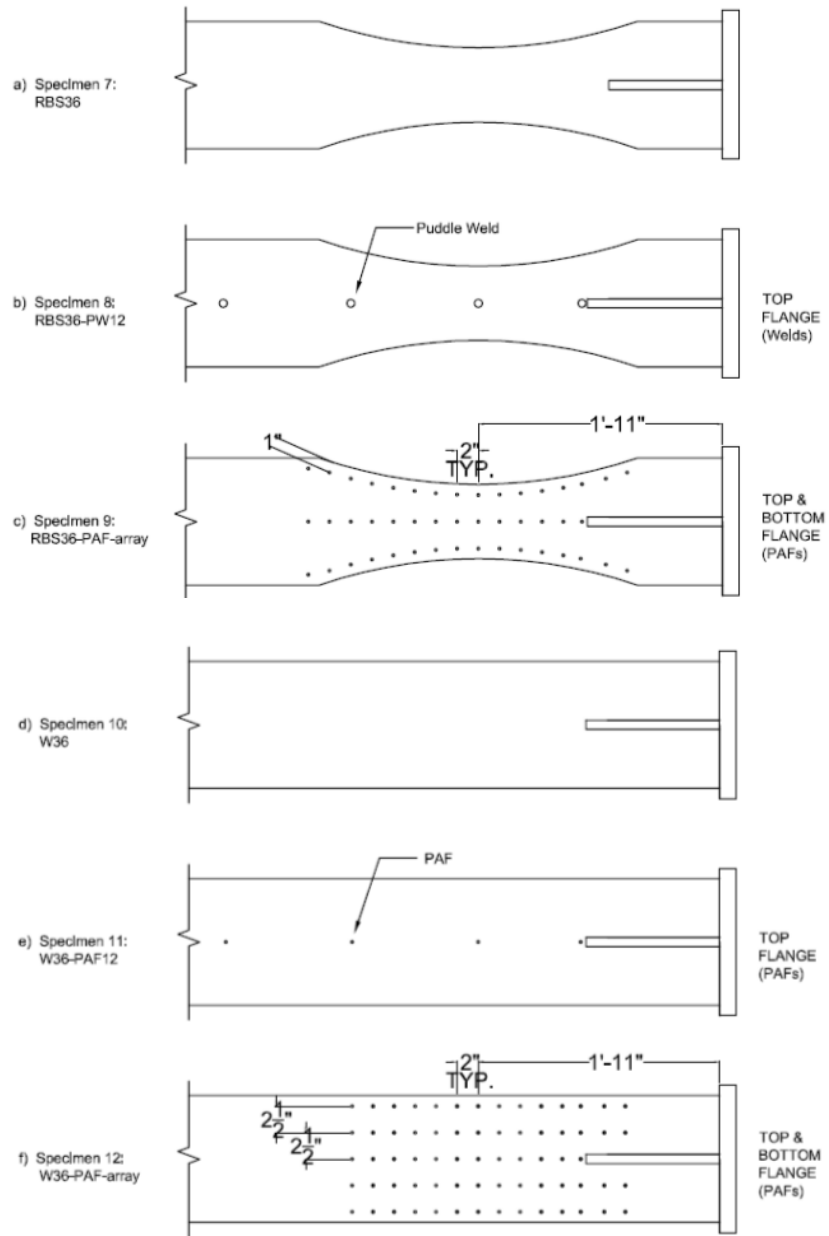 a) Specimen 7:
RBS36
Puddle Weld
b) Specimen 8:
RBS36-PW12
TOP
FLANGE
(Welds)
1'-11"
1"
2"
TYP.
c) Specimen 9:
RBS36-PAF-array
TOP &
BOTTOM
FLANGE
(PAFs)
d) Specimen 10:
W36
PAF
e) Specimen 11:
W36-PAF12
TOP
FLANGE
(PAFs)
2"
TYP.
1'-11"
2 1/2"
2 1/2"
f) Specimen 12:
W36-PAF-array
TOP &
BOTTOM
FLANGE
(PAFs)